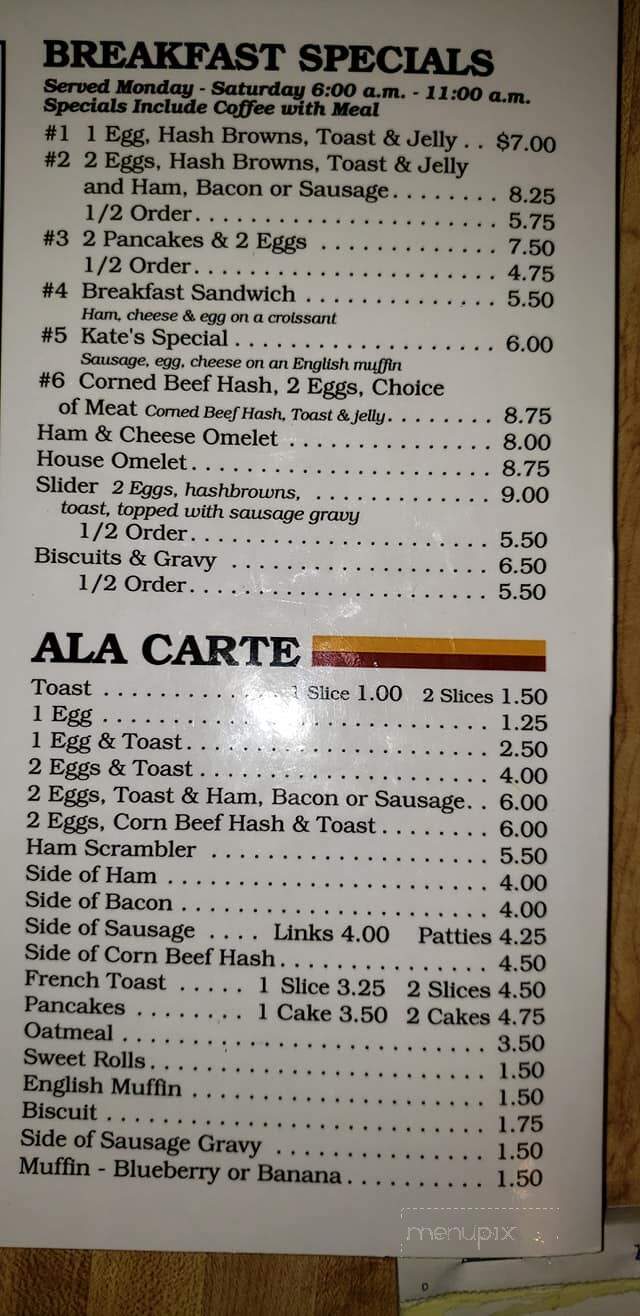 BREAKFAST SPECIALS
Served Monday - Saturday 6:00 a.m. - 11:00 a.m.
Specials Include Coffee with Meal
#1 1 Egg, Hash Browns, Toast & Jelly . . $7.00
#2 2 Eggs, Hash Browns, Toast & Jelly
and Ham, Bacon or Sausage. . . . . . . . 8.25
1/2 Order. . . . . . . . . . . . . . . . . . . . . . . 5.75
#3 2 Pancakes & 2 Eggs . . . . . . . . . . . . . . 7.50
1/2 Order. . . . . . . . . . . . . . . . . . . . . . . 4.75
#4 Breakfast Sandwich . . . . . . . . . . . . . . . 5.50
Ham, cheese & egg on a croissant
#5 Kate's Special . . . . . . . . . . . . . . . . . . . . 6.00
Sausage, egg, cheese on an English muffin
#6 Corned Beef Hash, 2 Eggs, Choice
of Meat Corned Beef Hash, Toast & jelly. . . . . . . . 8.75
Ham & Cheese Omelet . . . . . . . . . . . . . . . . 8.00
House Omelet. . . . . . . . . . . . . . . . . . . . . . . 8.75
Slider 2 Eggs, hashbrowns, . . . . . . . . . . . . . 9.00
toast, topped with sausage gravy
1/2 Order. . . . . . . . . . . . . . . . . . . . . . . 5.50
Biscuits & Gravy . . . . . . . . . . . . . . . . . . . . 6.50
1/2 Order. . . . . . . . . . . . . . . . . . . . . . . 5.50
ALA CARTE
Toast . . . . . . . . . . . . . . 1 Slice 1.00 2 Slices 1.50
1 Egg . . . . . . . . . . . . . . . . . . . . . . . . . . . . . 1.25
1 Egg & Toast. . . . . . . . . . . . . . . . . . . . . . . 2.50
2 Eggs & Toast . . . . . . . . . . . . . . . . . . . . . . 4.00
2 Eggs, Toast & Ham, Bacon or Sausage. . 6.00
2 Eggs, Corn Beef Hash & Toast . . . . . . . . 6.00
Ham Scrambler . . . . . . . . . . . . . . . . . . . . . 5.50
Side of Ham . . . . . . . . . . . . . . . . . . . . . . . . 4.00
Side of Bacon . . . . . . . . . . . . . . . . . . . . . . . 4.00
Side of Sausage . . . . Links 4.00 Patties 4.25
Side of Corn Beef Hash. . . . . . . . . . . . . . . . 4.50
French Toast . . . . . 1 Slice 3.25 2 Slices 4.50
Pancakes . . . . . . . . 1 Cake 3.50 2 Cakes 4.75
Oatmeal . . . . . . . . . . . . . . . . . . . . . . . . . . . 3.50
Sweet Rolls. . . . . . . . . . . . . . . . . . . . . . . . . 1.50
English Muffin . . . . . . . . . . . . . . . . . . . . . . 1.50
Biscuit . . . . . . . . . . . . . . . . . . . . . . . . . . . . 1.75
Side of Sausage Gravy . . . . . . . . . . . . . . . . 1.50
Muffin - Blueberry or Banana. . . . . . . . . . . 1.50
menupix